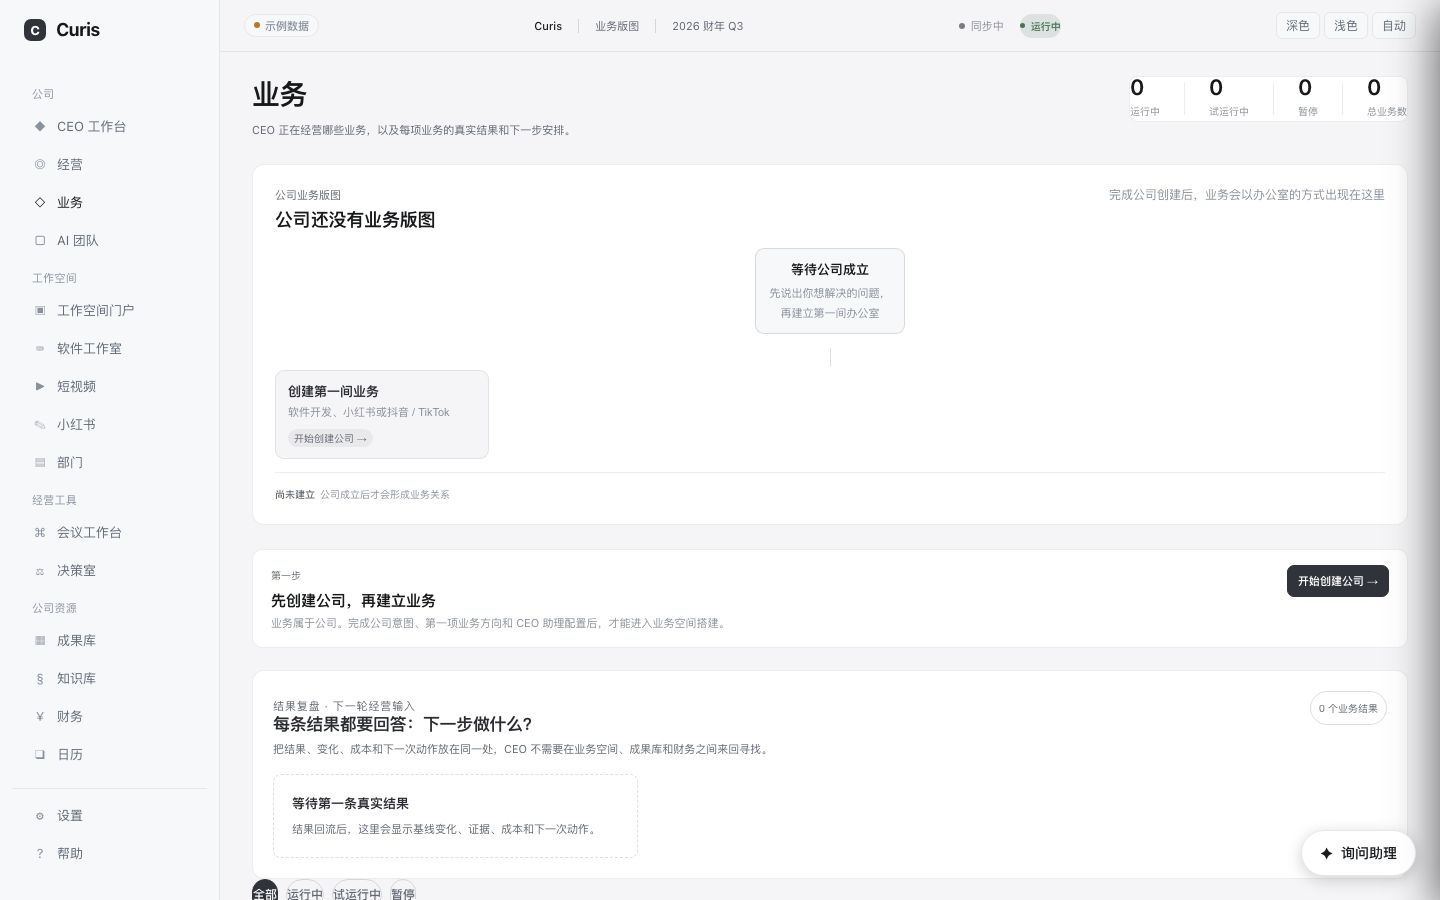 C Curis
公司
CEO 工作台
经营
业务
AI 团队
工作空间
工作空间门户
软件工作室
短视频
小红书
部门
经营工具
会议工作台
决策室
公司资源
成果库
§ 知识库
¥ 财务
日历
设置
? 帮助
示例数据
Curis
业务版图
2026 财年 Q3
同步中
运行中
深色
浅色
自动
业务
CEO 正在经营哪些业务，以及每项业务的真实结果和下一步安排。
0
运行中
0
试运行中
0
暂停
0
总业务数
公司业务版图
公司还没有业务版图
完成公司创建后，业务会以办公室的方式出现在这里
等待公司成立
先说出你想解决的问题，
再建立第一间办公室
创建第一间业务
软件开发、小红书或抖音 / TikTok
开始创建公司 →
尚未建立 公司成立后才会形成业务关系
第一步
先创建公司，再建立业务
业务属于公司。完成公司意图、第一项业务方向和 CEO 助理配置后，才能进入业务空间搭建。
开始创建公司 →
结果复盘 · 下一轮经营输入
每条结果都要回答：下一步做什么？
把结果、变化、成本和下一次动作放在同一处，CEO 不需要在业务空间、成果库和财务之间来回寻找。
0 个业务结果
等待第一条真实结果
结果回流后，这里会显示基线变化、证据、成本和下一次动作。
询问助理
全部
运行中
试运行中
暂停